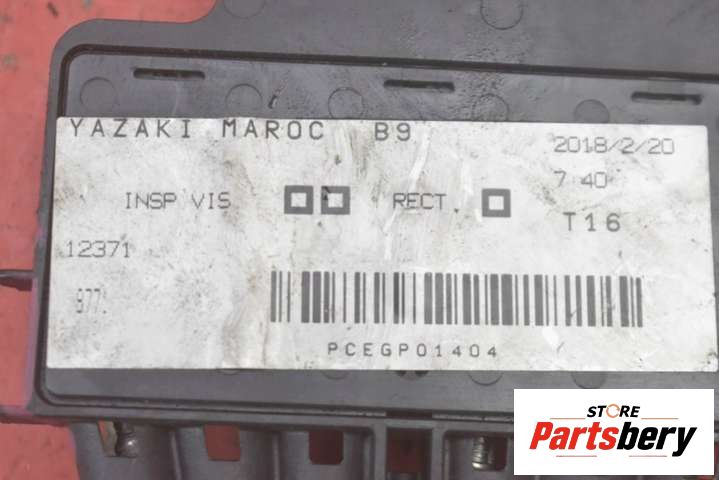 YAZAKI MAROC B9
2018/2/20
7 40
INSP VIS
RECT.
T16
12371
PCEGP01404
STORE
Partsbery